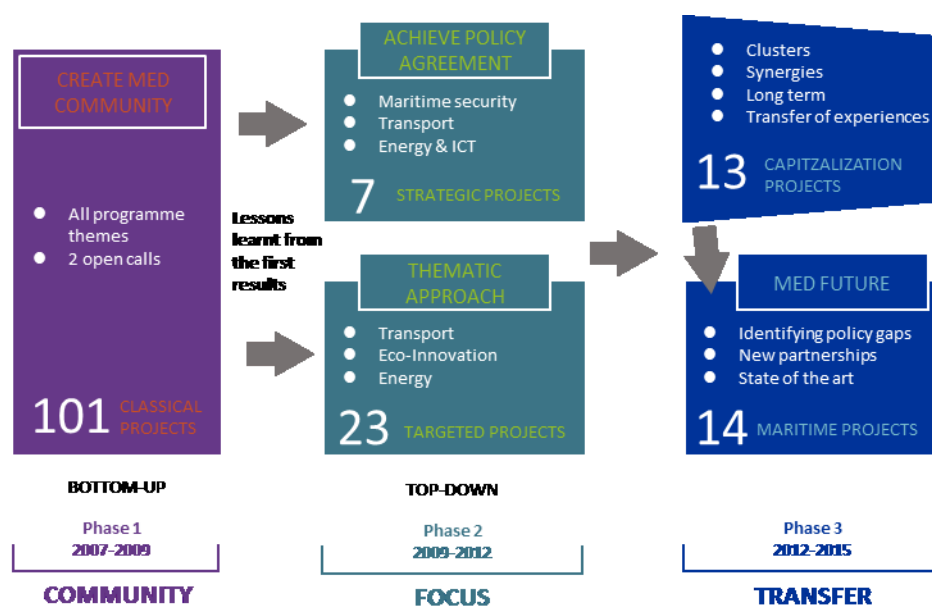 CREATE MED
COMMUNITY
All programme
themes
2 open calls
101
CLASSICAL
PROJECTS
Lessons
learnt from
the first
results
ACHIEVE POLICY
AGREEMENT
Maritime security
Transport
Energy & ICT
7 STRATEGIC PROJECTS
THEMATIC
APPROACH
Transport
Eco-Innovation
Energy
23 TARGETED PROJECTS
Clusters
Synergies
Long term
Transfer of experiences
13
CAPITZALIZATION
PROJECTS
MED FUTURE
Identifying policy gaps
New partnerships
State of the art
14 MARITIME PROJECTS
BOTTOM-UP
TOP-DOWN
Phase 1
2007-2009
Phase 2
2009-2012
Phase 3
2012-2015
COMMUNITY
FOCUS
TRANSFER